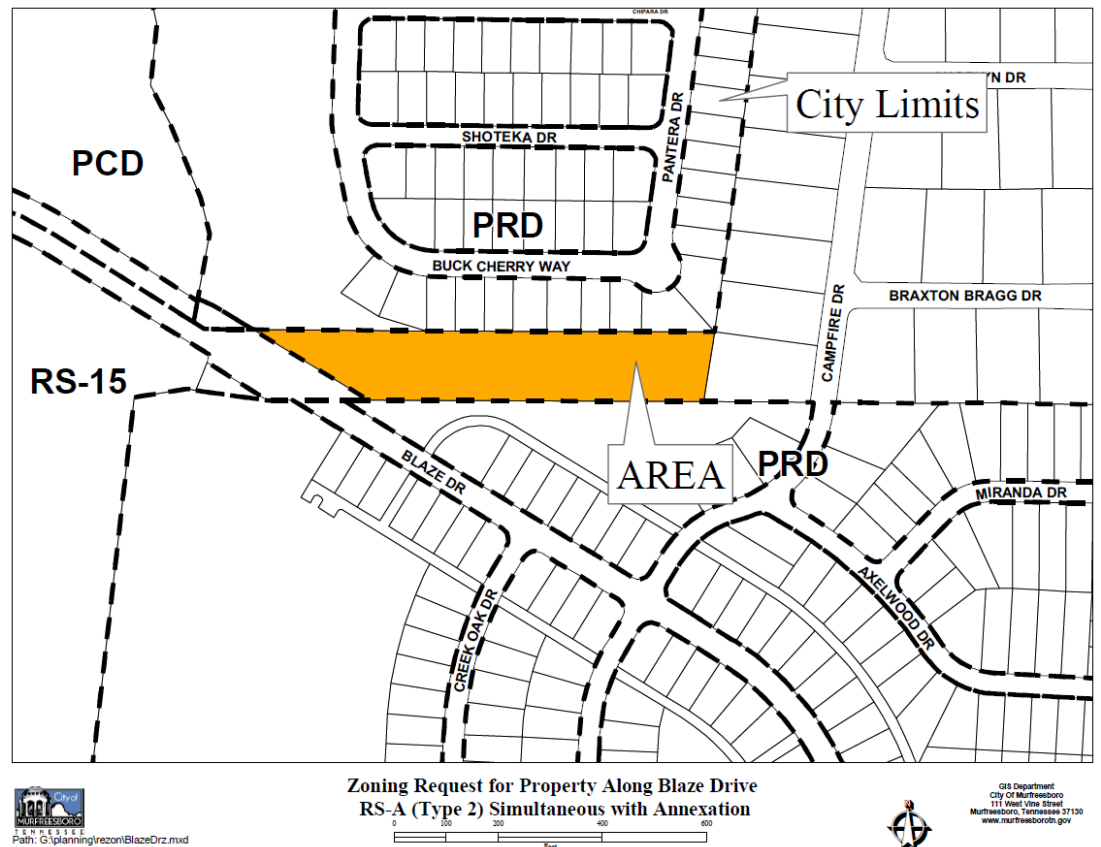 CHIPARA DR
City Limits
SHOTEKA DR
PANTERA DR
PCD
PRD
BUCK CHERRY WAY
BRAXTON BRAGG DR
CAMPFIRE DR
RS-15
BLAZE DR
AREA
PRD
MIRANDA DR
AXELWOOD DR
CREEK OAK DR
Zoning Request for Property Along Blaze Drive
RS-A (Type 2) Simultaneous with Annexation
0 100 200 400 600
Feet
City of
MURFREESBORO
TENNESSEE
Path: G:\planning\rezon\BlazeDrz.mxd
GIS Department
City Of Murfreesboro
111 West Vine Street
Murfreesboro, Tennessee 37130
www.murfreesborotn.gov